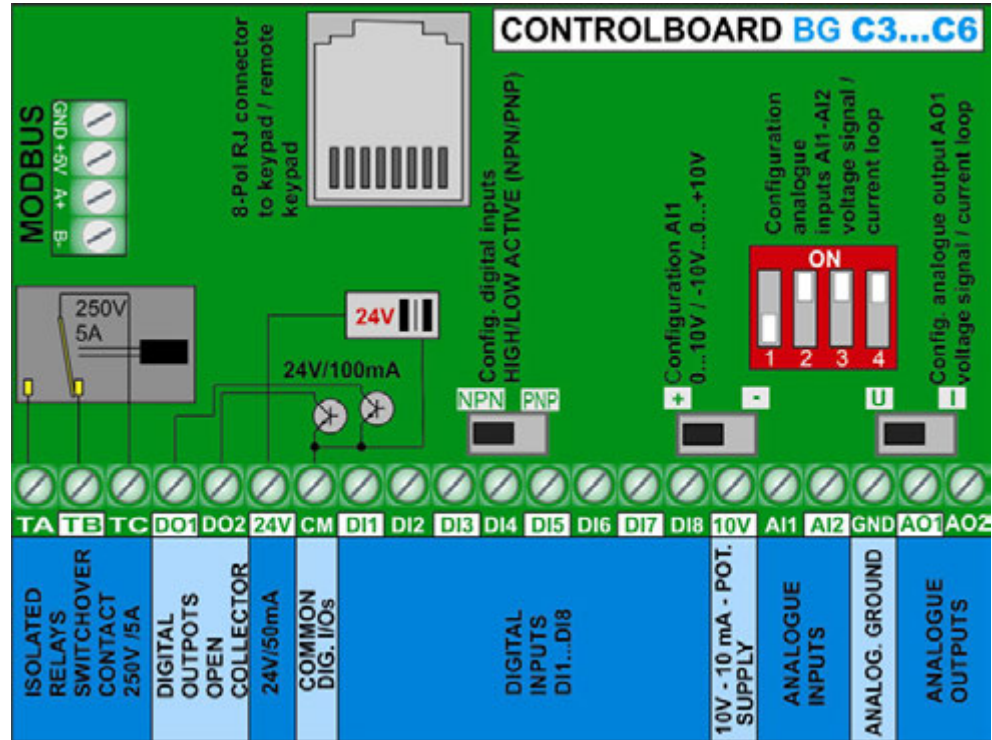 CONTROLBOARD BG C3...C6
MODBUS
GND +5V A+ B-
8-Pol RJ connector
to keypad / remote
keypad
250V
5A
24V
24V/100mA
Config. digital inputs
HIGH/LOW ACTIVE (NPN/PNP)
NPN PNP
Configuration AI1
0...10V / -10V...0...+10V
+ -
Configuration
analogue
inputs AI1-AI2
voltage signal /
current loop
ON
1 2 3 4
Config. analogue output AO1
voltage signal / current loop
U I
TA TB TC DO1 DO2 24V CM DI1 DI2 DI3 DI4 DI5 DI6 DI7 DI8 10V AI1 AI2 GND AO1 AO2
ISOLATED
RELAYS
SWITCHOVER
CONTACT
250V /5A
DIGITAL
OUTPOTS
OPEN
COLLECTOR
24V/50mA
COMMON
DIG. I/Os
DIGITAL
INPUTS
DI1...DI8
10V - 10 mA - POT.
SUPPLY
ANALOGUE
INPUTS
ANALOG. GROUND
ANALOGUE
OUTPUTS